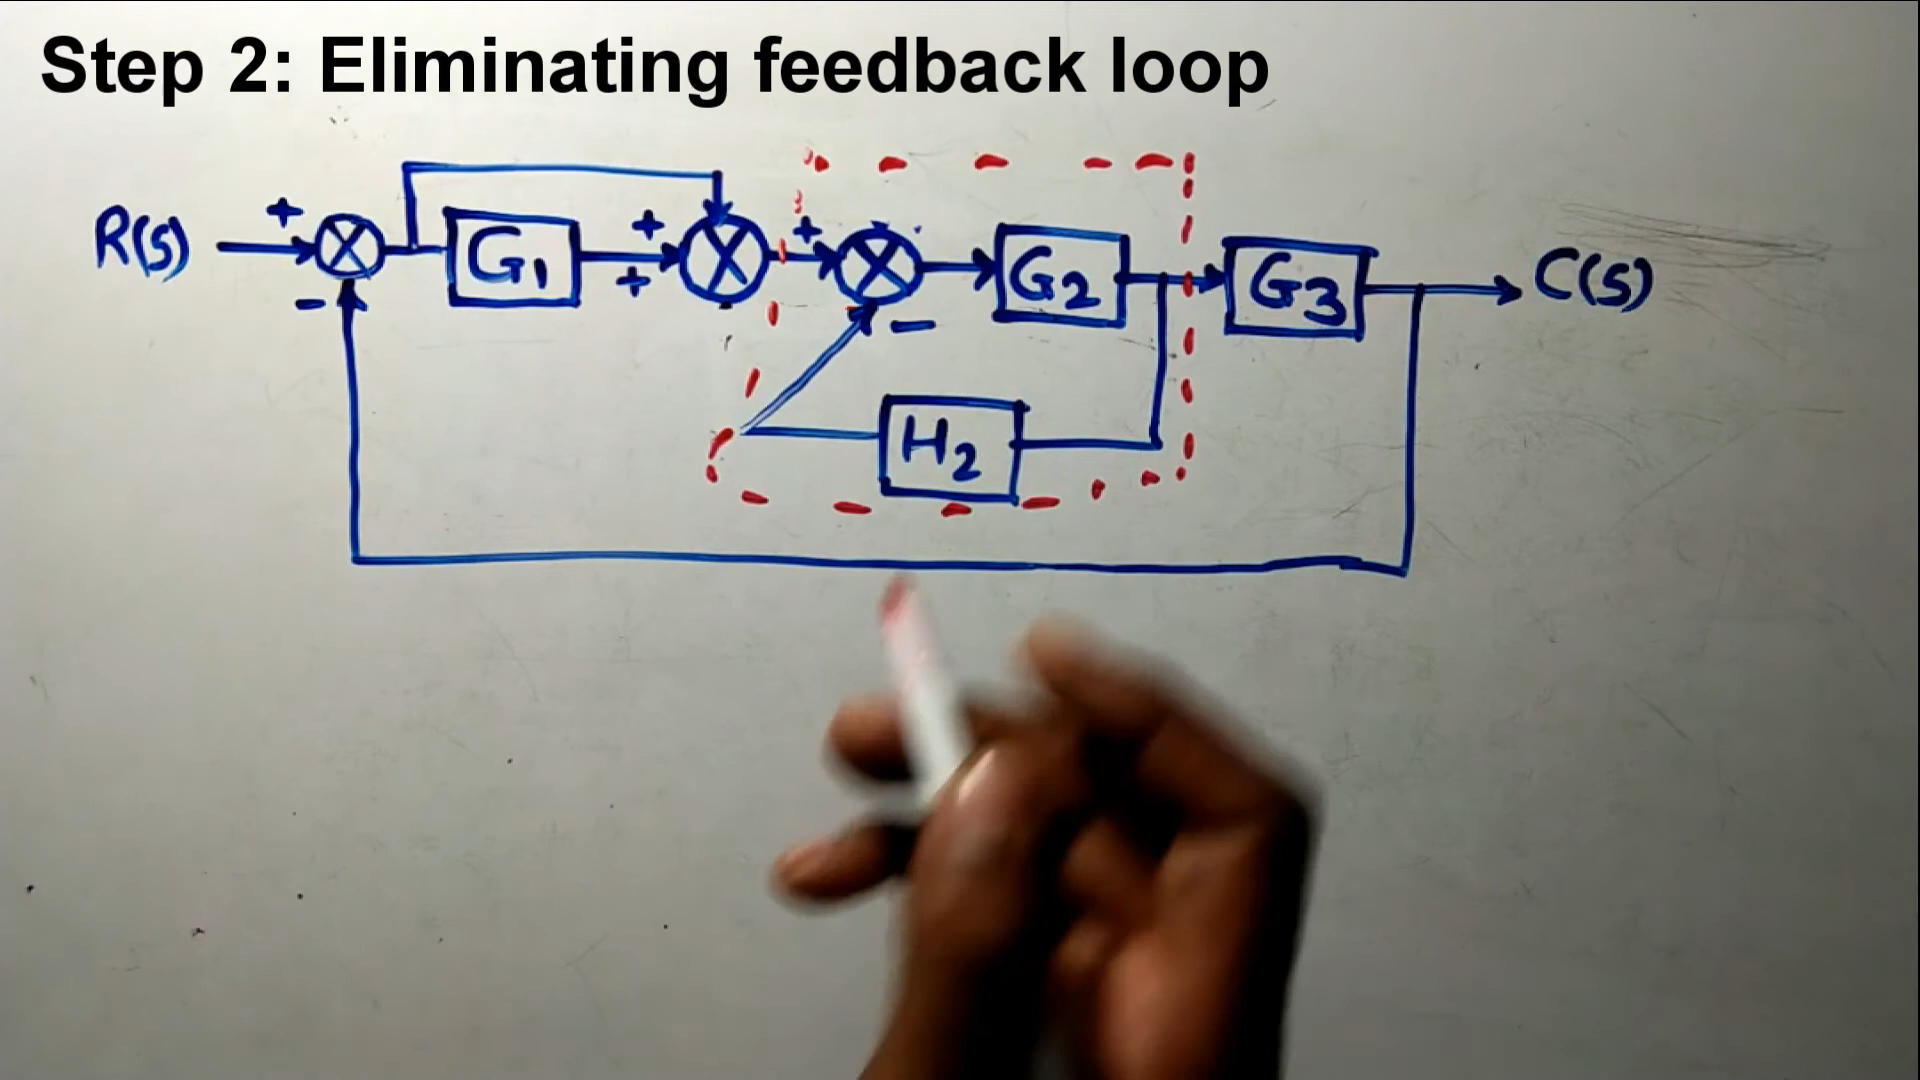 Step 2: Eliminating feedback loop
R(S) + - G1 + + + - G2 G3 C(S)
H2